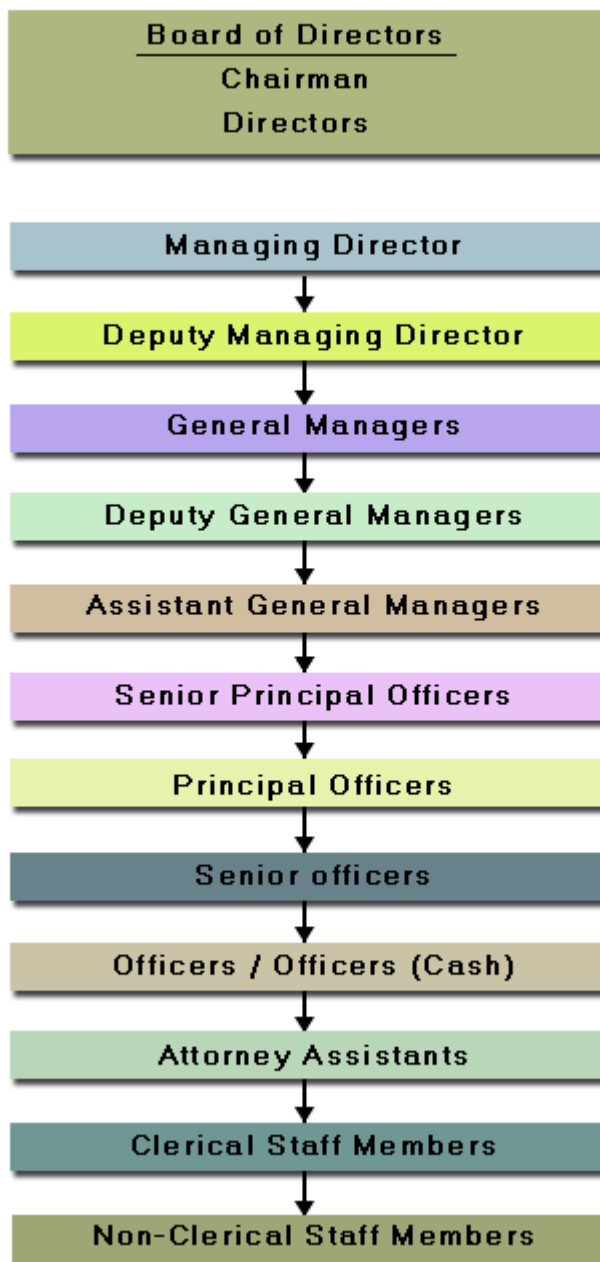 Board of Directors
Chairman
Directors
Managing Director
Deputy Managing Director
General Managers
Deputy General Managers
Assistant General Managers
Senior Principal Officers
Principal Officers
Senior officers
Officers / Officers (Cash)
Attorney Assistants
Clerical Staff Members
Non-Clerical Staff Members